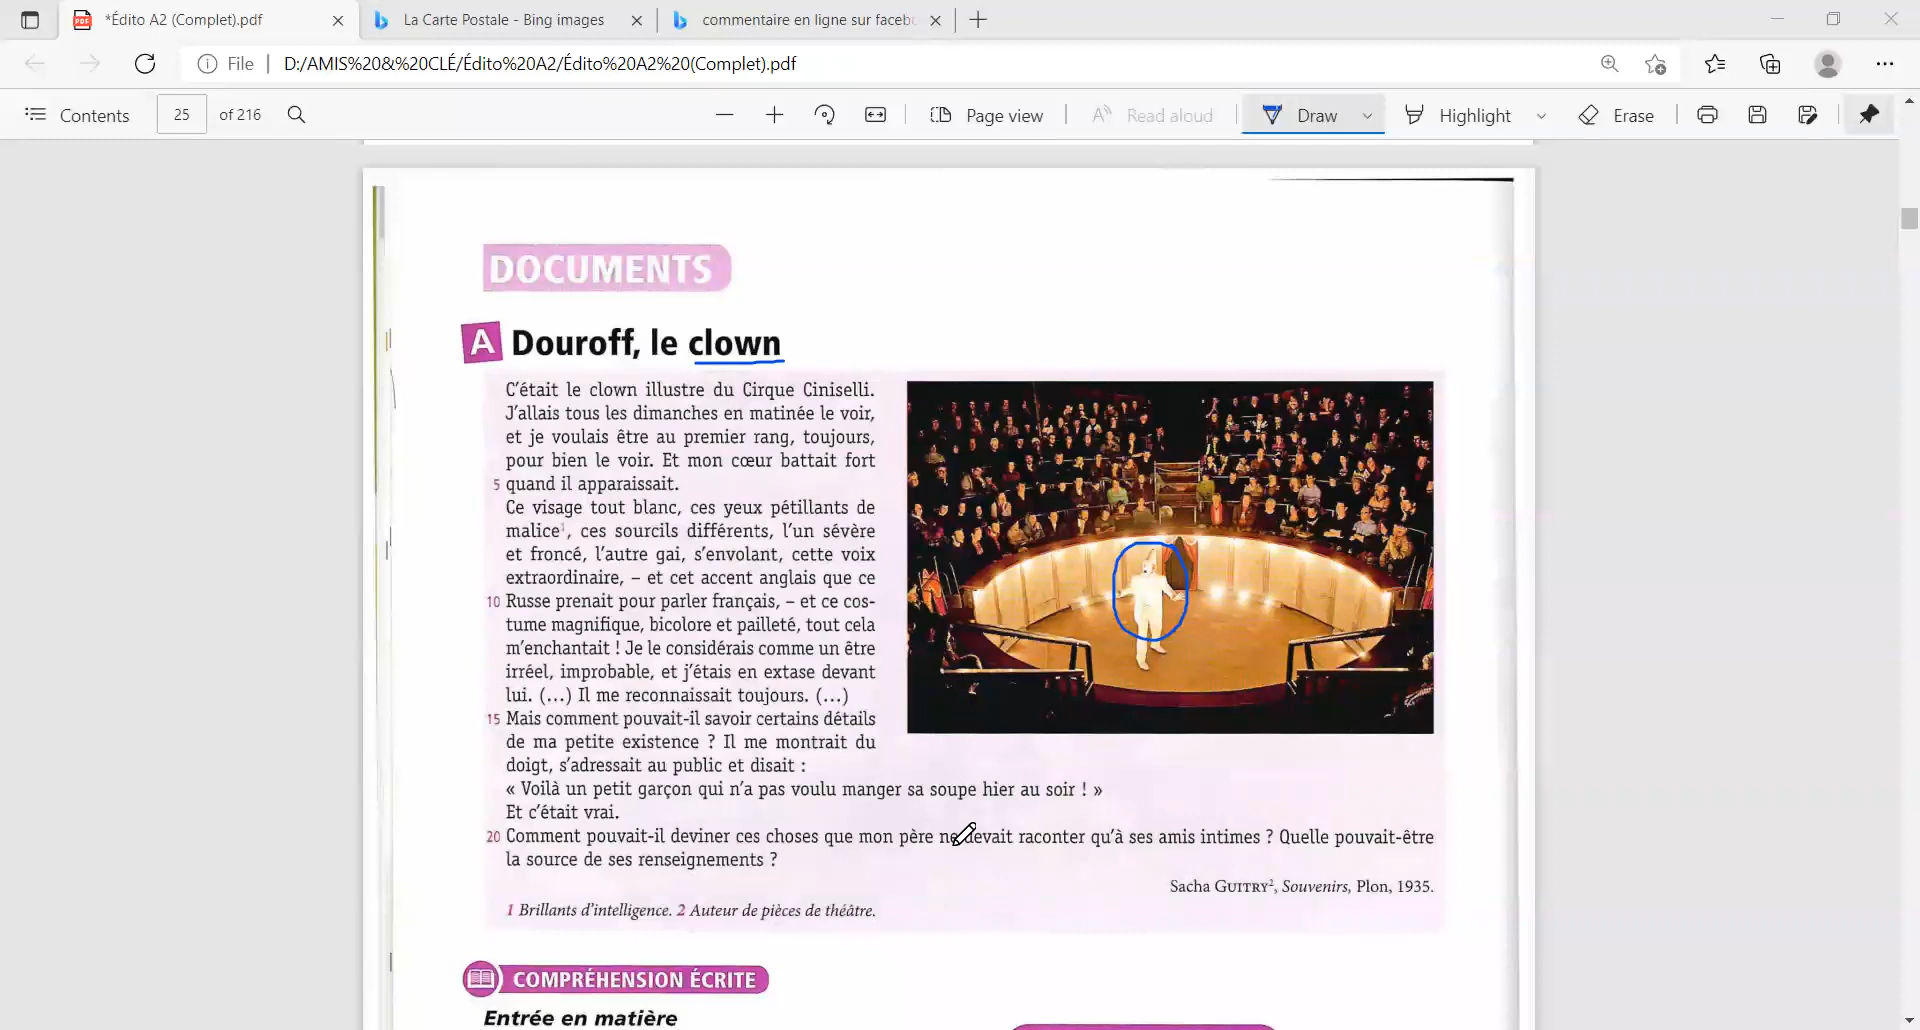 *Édito A2 (Complet).pdf
La Carte Postale - Bing images
commentaire en ligne sur facebo
File
D:/AMIS%20&%20CLÉ/Édito%20A2/Édito%20A2%20(Complet).pdf
Contents
25
of 216
Page view
Read aloud
Draw
Highlight
Erase
DOCUMENTS
A Douroff, le clown
C'était le clown illustre du Cirque Ciniselli.
J'allais tous les dimanches en matinée le voir,
et je voulais être au premier rang, toujours,
pour bien le voir. Et mon cœur battait fort
5 quand il apparaissait.
Ce visage tout blanc, ces yeux pétillants de
malice¹, ces sourcils différents, l'un sévère
et froncé, l'autre gai, s'envolant, cette voix
extraordinaire, – et cet accent anglais que ce
10 Russe prenait pour parler français, – et ce cos-
tume magnifique, bicolore et pailleté, tout cela
m'enchantait ! Je le considérais comme un être
irréel, improbable, et j'étais en extase devant
lui. (...) Il me reconnaissait toujours. (...)
15 Mais comment pouvait-il savoir certains détails
de ma petite existence ? Il me montrait du
doigt, s'adressait au public et disait :
« Voilà un petit garçon qui n'a pas voulu manger sa soupe hier au soir ! »
Et c'était vrai.
20 Comment pouvait-il deviner ces choses que mon père ne devait raconter qu'à ses amis intimes ? Quelle pouvait-être
la source de ses renseignements ?
Sacha GUITRY², Souvenirs, Plon, 1935.
1 Brillants d'intelligence. 2 Auteur de pièces de théâtre.
COMPRÉHENSION ÉCRITE
Entrée en matière